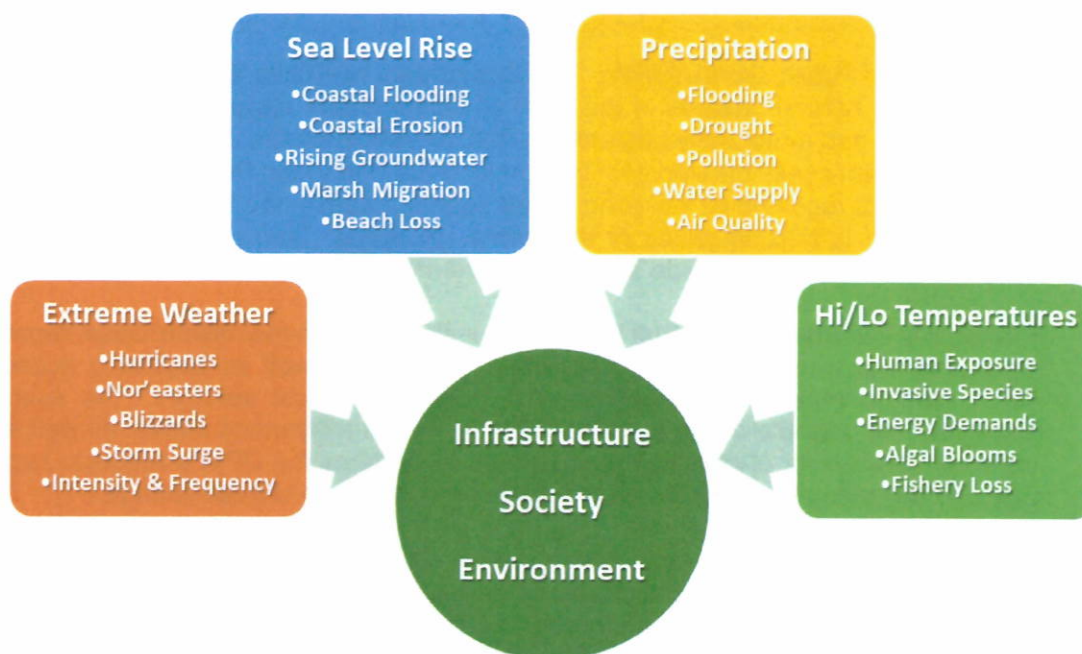 Sea Level Rise
•Coastal Flooding
•Coastal Erosion
•Rising Groundwater
•Marsh Migration
•Beach Loss
Precipitation
•Flooding
•Drought
•Pollution
•Water Supply
•Air Quality
Extreme Weather
•Hurricanes
•Nor'easters
•Blizzards
•Storm Surge
•Intensity & Frequency
Hi/Lo Temperatures
•Human Exposure
•Invasive Species
•Energy Demands
•Algal Blooms
•Fishery Loss
Infrastructure
Society
Environment